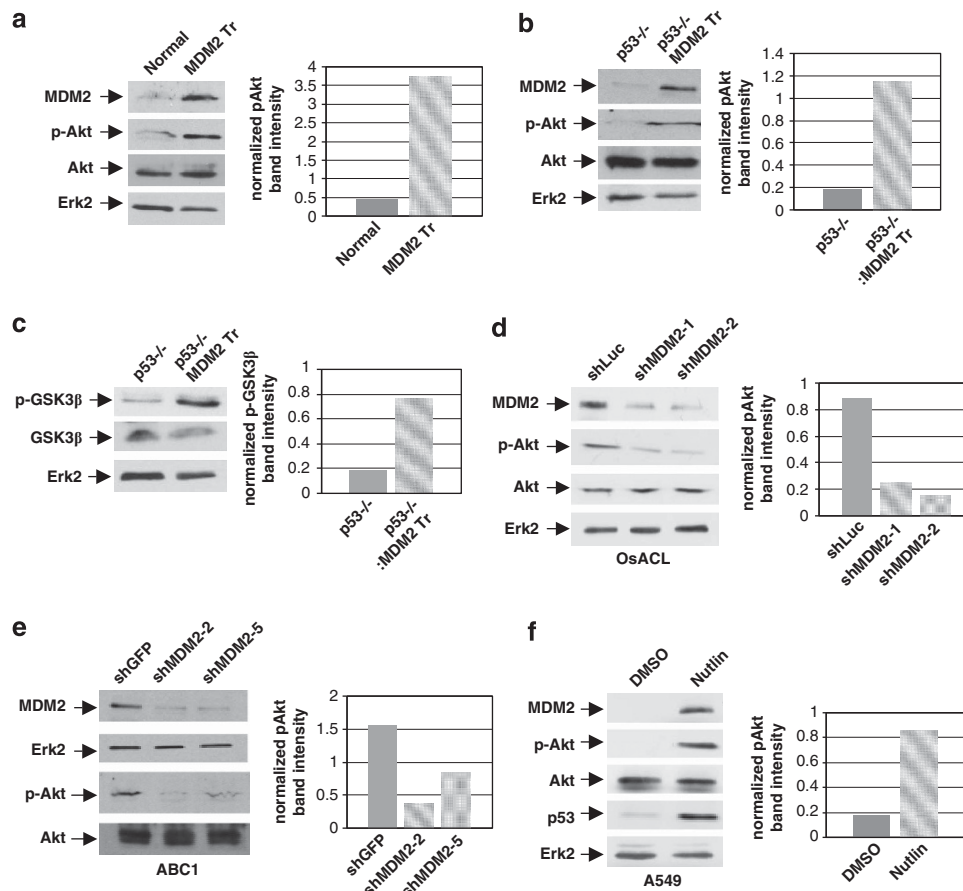 a
Normal
MDM2 Tr
MDM2
p-Akt
Akt
Erk2
normalized pAkt
band intensity
4
3.5
3
2.5
2
1.5
1
0.5
0
Normal
MDM2 Tr
b
p53-/-
p53-/-
MDM2 Tr
MDM2
p-Akt
Akt
Erk2
normalized pAkt
band intensity
1.4
1.2
1.0
0.8
0.6
0.4
0.2
0
p53-/-
p53-/-
:MDM2 Tr
c
p53-/-
p53-/-
MDM2 Tr
p-GSK3β
GSK3β
Erk2
normalized p-GSK3β
band intensity
1
0.8
0.6
0.4
0.2
0
p53-/-
p53-/-
:MDM2 Tr
d
shLuc
shMDM2-1
shMDM2-2
MDM2
p-Akt
Akt
Erk2
OsACL
normalized pAkt
band intensity
1
0.8
0.6
0.4
0.2
0
shLuc
shMDM2-1
shMDM2-2
e
shGFP
shMDM2-2
shMDM2-5
MDM2
Erk2
p-Akt
Akt
ABC1
normalized pAkt
band intensity
2
1.5
1
0.5
0
shGFP
shMDM2-2
shMDM2-5
f
DMSO
Nutlin
MDM2
p-Akt
Akt
p53
Erk2
A549
normalized pAkt
band intensity
1
0.8
0.6
0.4
0.2
0
DMSO
Nutlin